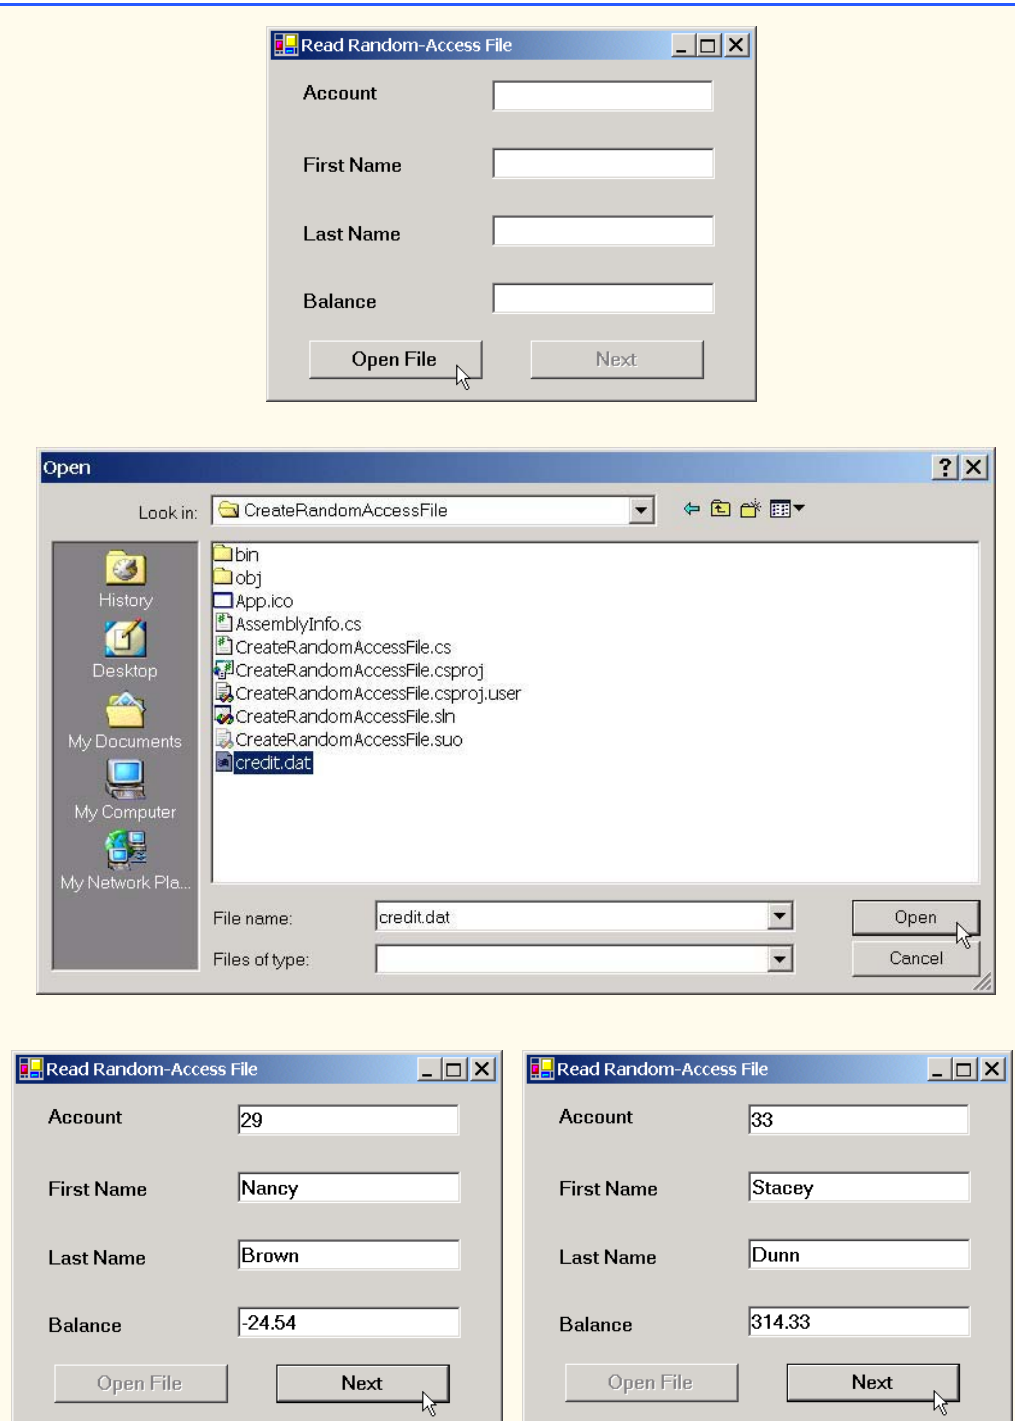 Read Random-Access File
Account
First Name
Last Name
Balance
Open File Next
Open
Look in: CreateRandomAccessFile
bin
obj
App.ico
AssemblyInfo.cs
CreateRandomAccessFile.cs
CreateRandomAccessFile.csproj
CreateRandomAccessFile.csproj.user
CreateRandomAccessFile.sln
CreateRandomAccessFile.suo
credit.dat
History
Desktop
My Documents
My Computer
My Network Pla...
File name: credit.dat Open
Files of type: Cancel
Read Random-Access File
Account 29
First Name Nancy
Last Name Brown
Balance -24.54
Open File Next
Read Random-Access File
Account 33
First Name Stacey
Last Name Dunn
Balance 314.33
Open File Next